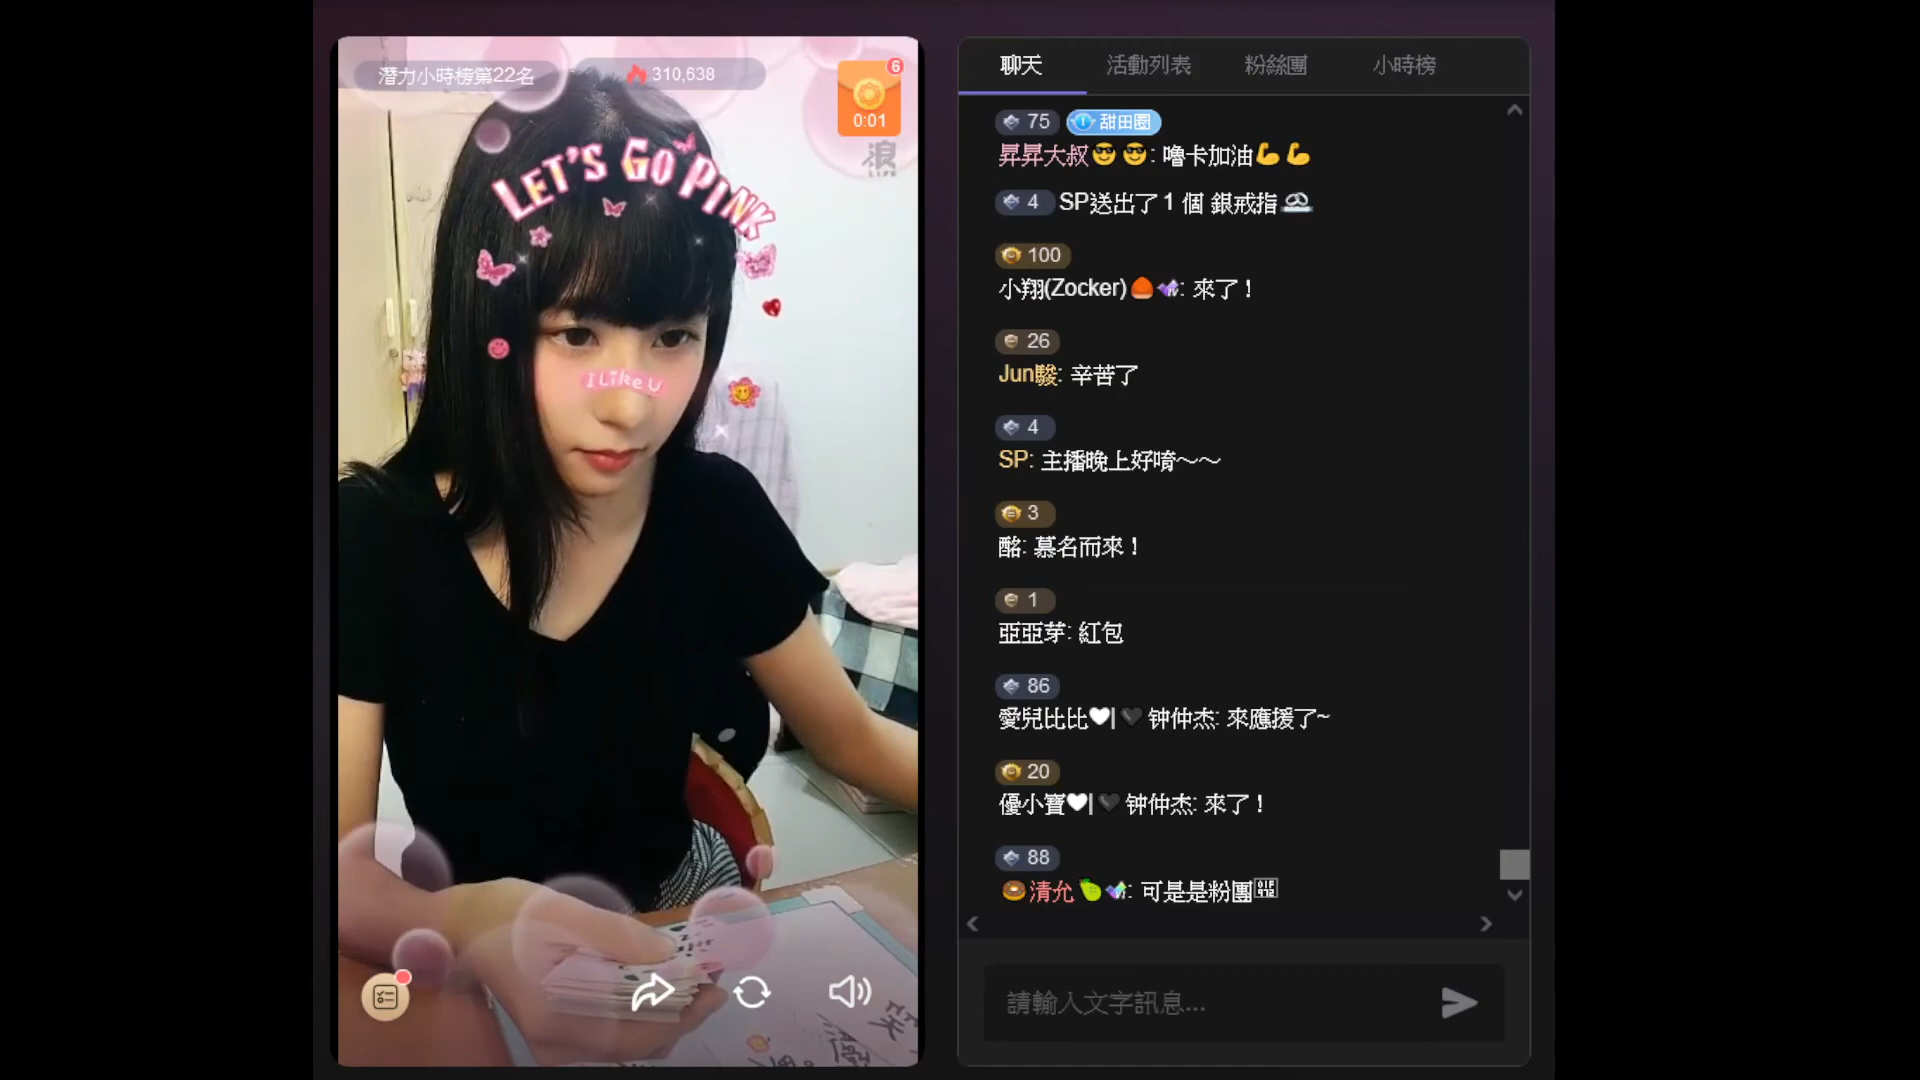 潛力小時榜第22名
310,638
6
0:01
浪
LIFE
LET'S GO PINK
I Like U
笑
聊天
活動列表
粉絲團
小時榜
75 甜田圈
昇昇大叔😎😎: 嚕卡加油💪💪
4 SP送出了 1 個 銀戒指
100
小翔(Zocker): 來了！
26
Jun駿: 辛苦了
4
SP: 主播晚上好唷～～
3
酩: 慕名而來！
1
亞亞芽: 紅包
86
愛兒比比🤍|🖤钟仲杰: 來應援了~
20
優小寶🤍|🖤钟仲杰: 來了！
88
🍩清允: 可是是粉團
請輸入文字訊息...